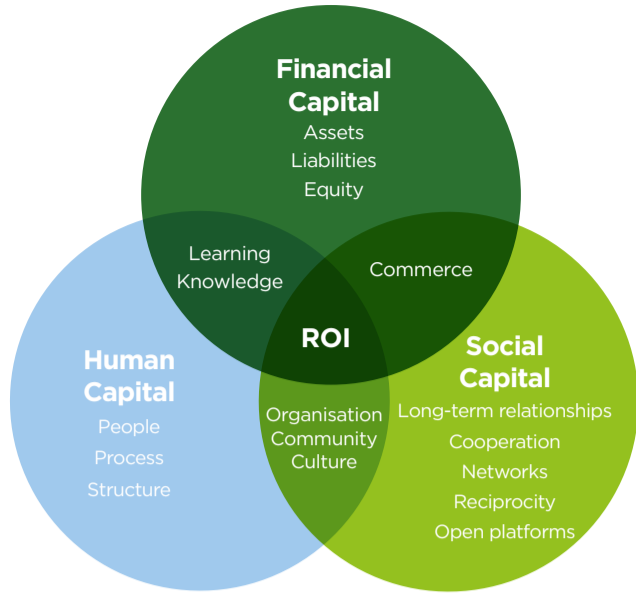 Financial
Capital
Assets
Liabilities
Equity
Learning
Knowledge
Commerce
ROI
Human
Capital
People
Process
Structure
Organisation
Community
Culture
Social
Capital
Long-term relationships
Cooperation
Networks
Reciprocity
Open platforms